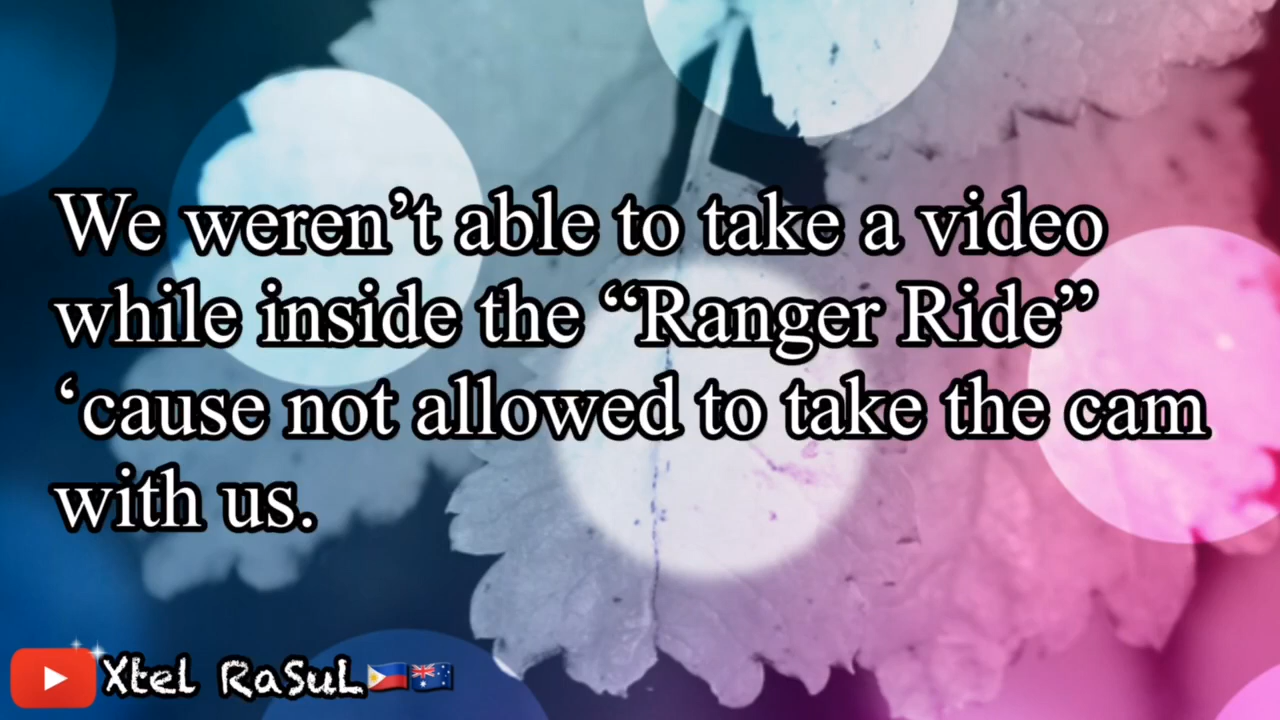 We weren’t able to take a video
while inside the “Ranger Ride”
‘cause not allowed to take the cam
with us.
Xtel RaSuL🇵🇭🇦🇺